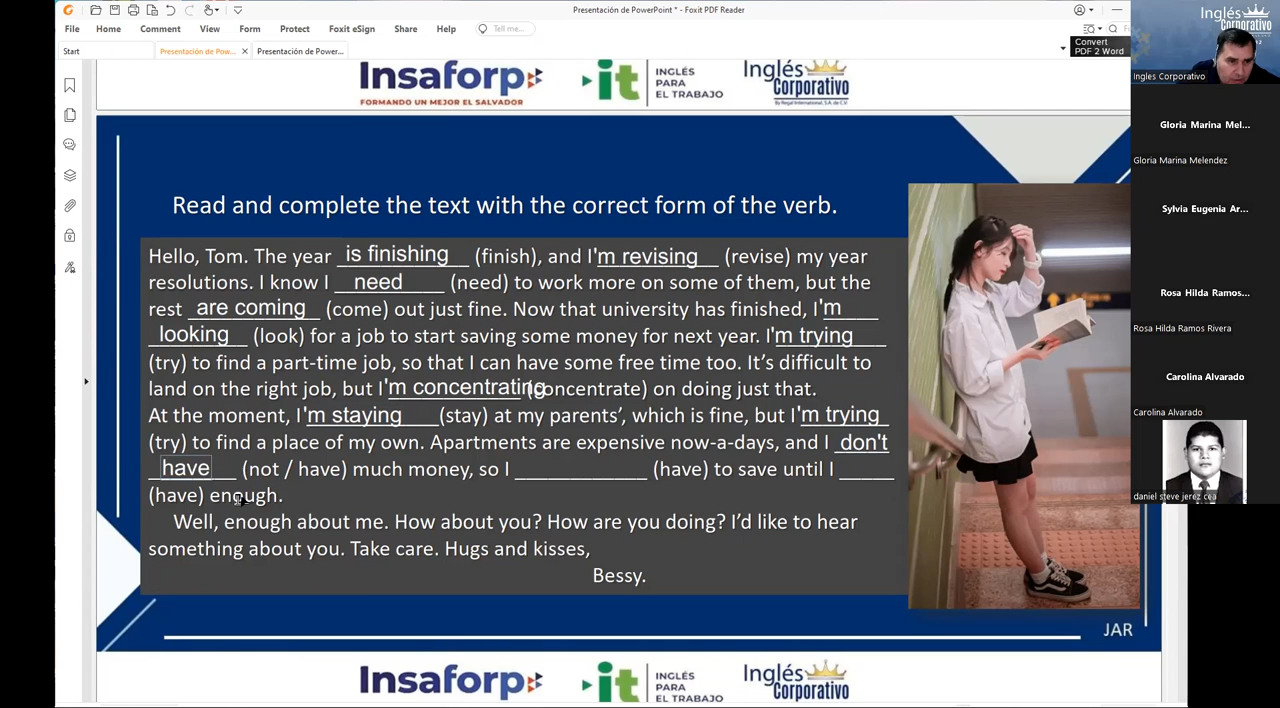 Presentación de PowerPoint * - Foxit PDF Reader
File Home Comment View Form Protect Foxit eSign Share Help Tell me...
Start Presentación de Pow... Presentación de Power...
Convert
PDF 2 Word
Inglés
Corporativo
Ingles Corporativo
Insaforp
FORMANDO UN MEJOR EL SALVADOR
it
INGLÉS
PARA
EL TRABAJO
Inglés
Corporativo
By Regal International, S.A. de C.V.
Gloria Marina Mel...
Gloria Marina Melendez
Sylvia Eugenia Ar...
Rosa Hilda Ramos...
Rosa Hilda Ramos Rivera
Carolina Alvarado
Carolina Alvarado
daniel steve jerez cea
Read and complete the text with the correct form of the verb.
Hello, Tom. The year is finishing (finish), and I'm revising (revise) my year
resolutions. I know I need (need) to work more on some of them, but the
rest are coming (come) out just fine. Now that university has finished, I'm
looking (look) for a job to start saving some money for next year. I'm trying
(try) to find a part-time job, so that I can have some free time too. It's difficult to
land on the right job, but I'm concentrating (concentrate) on doing just that.
At the moment, I'm staying (stay) at my parents', which is fine, but I'm trying
(try) to find a place of my own. Apartments are expensive now-a-days, and I don't
have (not / have) much money, so I ____________ (have) to save until I _____
(have) enough.
Well, enough about me. How about you? How are you doing? I'd like to hear
something about you. Take care. Hugs and kisses,
Bessy.
JAR
Insaforp
it
INGLÉS
PARA
EL TRABAJO
Inglés
Corporativo